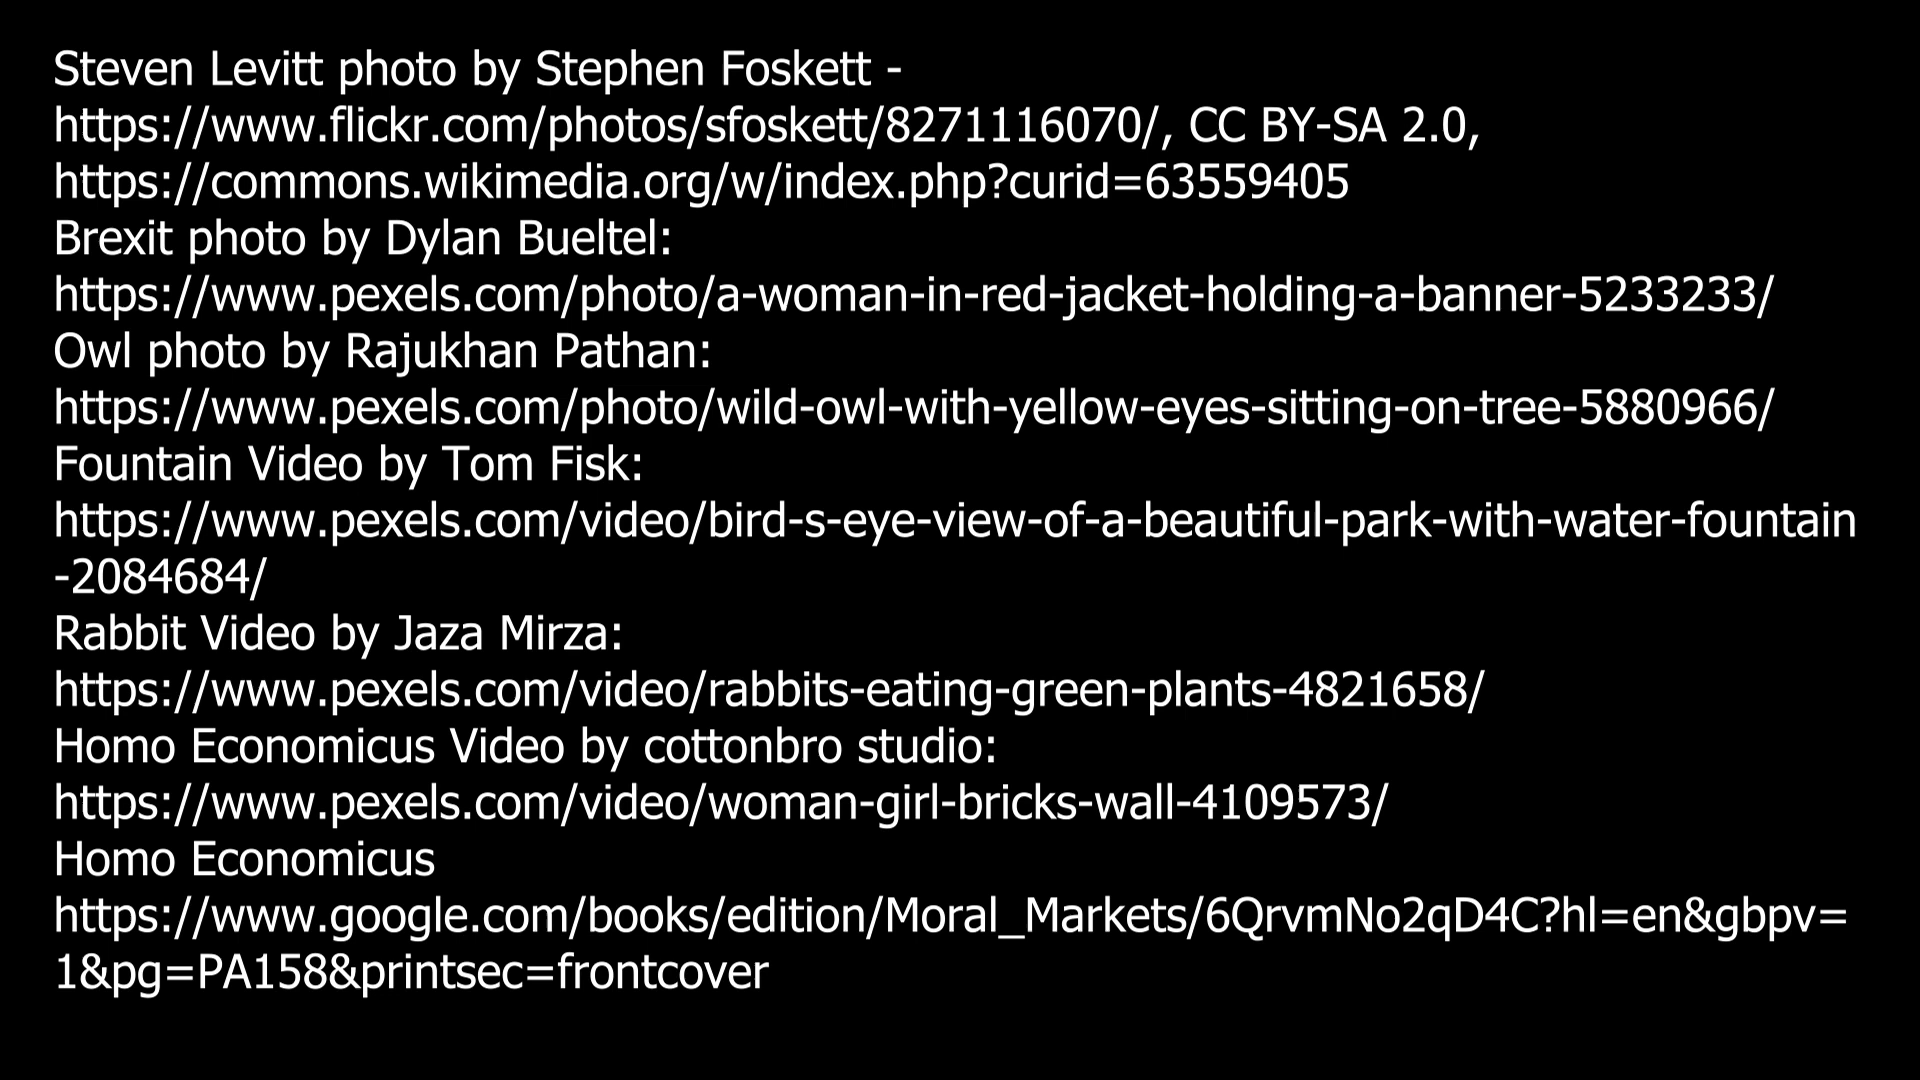 Steven Levitt photo by Stephen Foskett -
https://www.flickr.com/photos/sfoskett/8271116070/, CC BY-SA 2.0,
https://commons.wikimedia.org/w/index.php?curid=63559405
Brexit photo by Dylan Bueltel:
https://www.pexels.com/photo/a-woman-in-red-jacket-holding-a-banner-5233233/
Owl photo by Rajukhan Pathan:
https://www.pexels.com/photo/wild-owl-with-yellow-eyes-sitting-on-tree-5880966/
Fountain Video by Tom Fisk:
https://www.pexels.com/video/bird-s-eye-view-of-a-beautiful-park-with-water-fountain
-2084684/
Rabbit Video by Jaza Mirza:
https://www.pexels.com/video/rabbits-eating-green-plants-4821658/
Homo Economicus Video by cottonbro studio:
https://www.pexels.com/video/woman-girl-bricks-wall-4109573/
Homo Economicus
https://www.google.com/books/edition/Moral_Markets/6QrvmNo2qD4C?hl=en&gbpv=
1&pg=PA158&printsec=frontcover